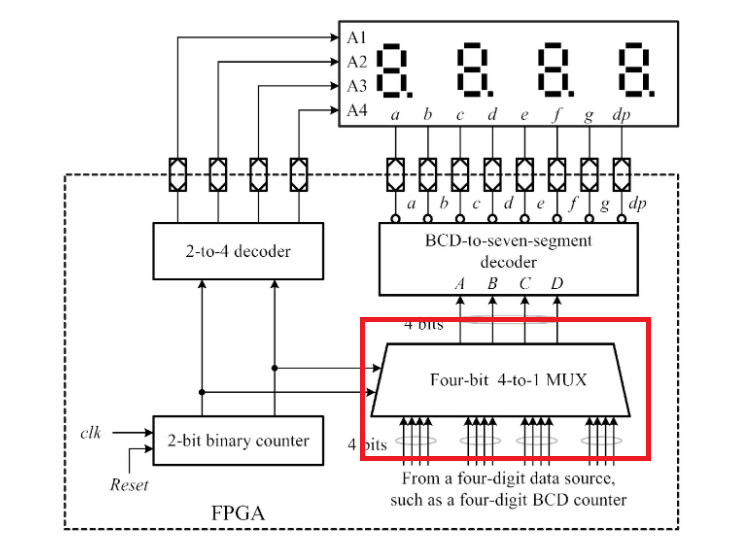 A1
A2
A3
A4
a b c d e f g dp
a b c d e f g dp
2-to-4 decoder
BCD-to-seven-segment
decoder
A B C D
4 bits
Four-bit 4-to-1 MUX
clk
2-bit binary counter
4 bits
Reset
From a four-digit data source,
such as a four-digit BCD counter
FPGA